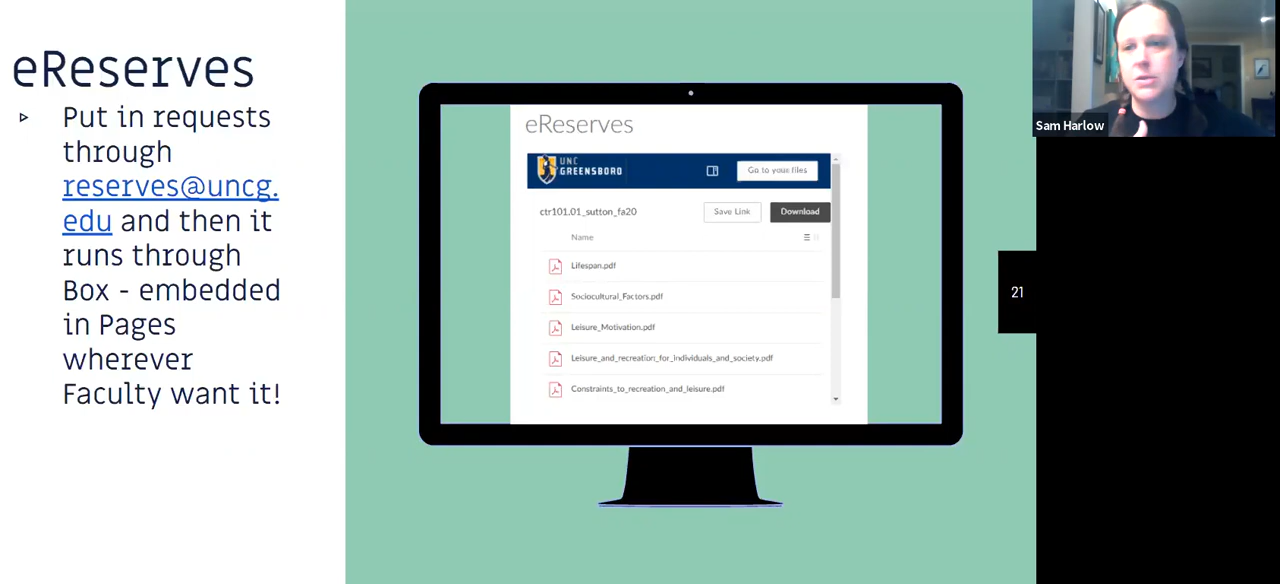 eReserves
Put in requests
through
reserves@uncg.
edu and then it
runs through
Box - embedded
in Pages
wherever
Faculty want it!
eReserves
UNC
GREENSBORO
Go to your files
ctr101.01_sutton_fa20
Save Link
Download
Name
Lifespan.pdf
Sociocultural_Factors.pdf
Leisure_Motivation.pdf
Leisure_and_recreation:_for_individuals_and_society.pdf
Constraints_to_recreation_and_leisure.pdf
21
Sam Harlow